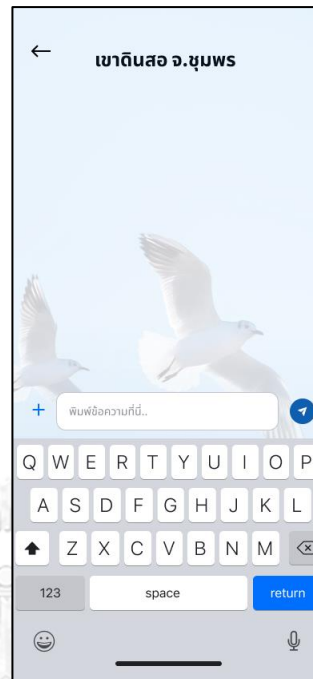 เขาดินสอ จ.ชุมพร
พิมพ์ข้อความที่นี่..
Q W E R T Y U I O P
A S D F G H J K L
Z X C V B N M
123 space return